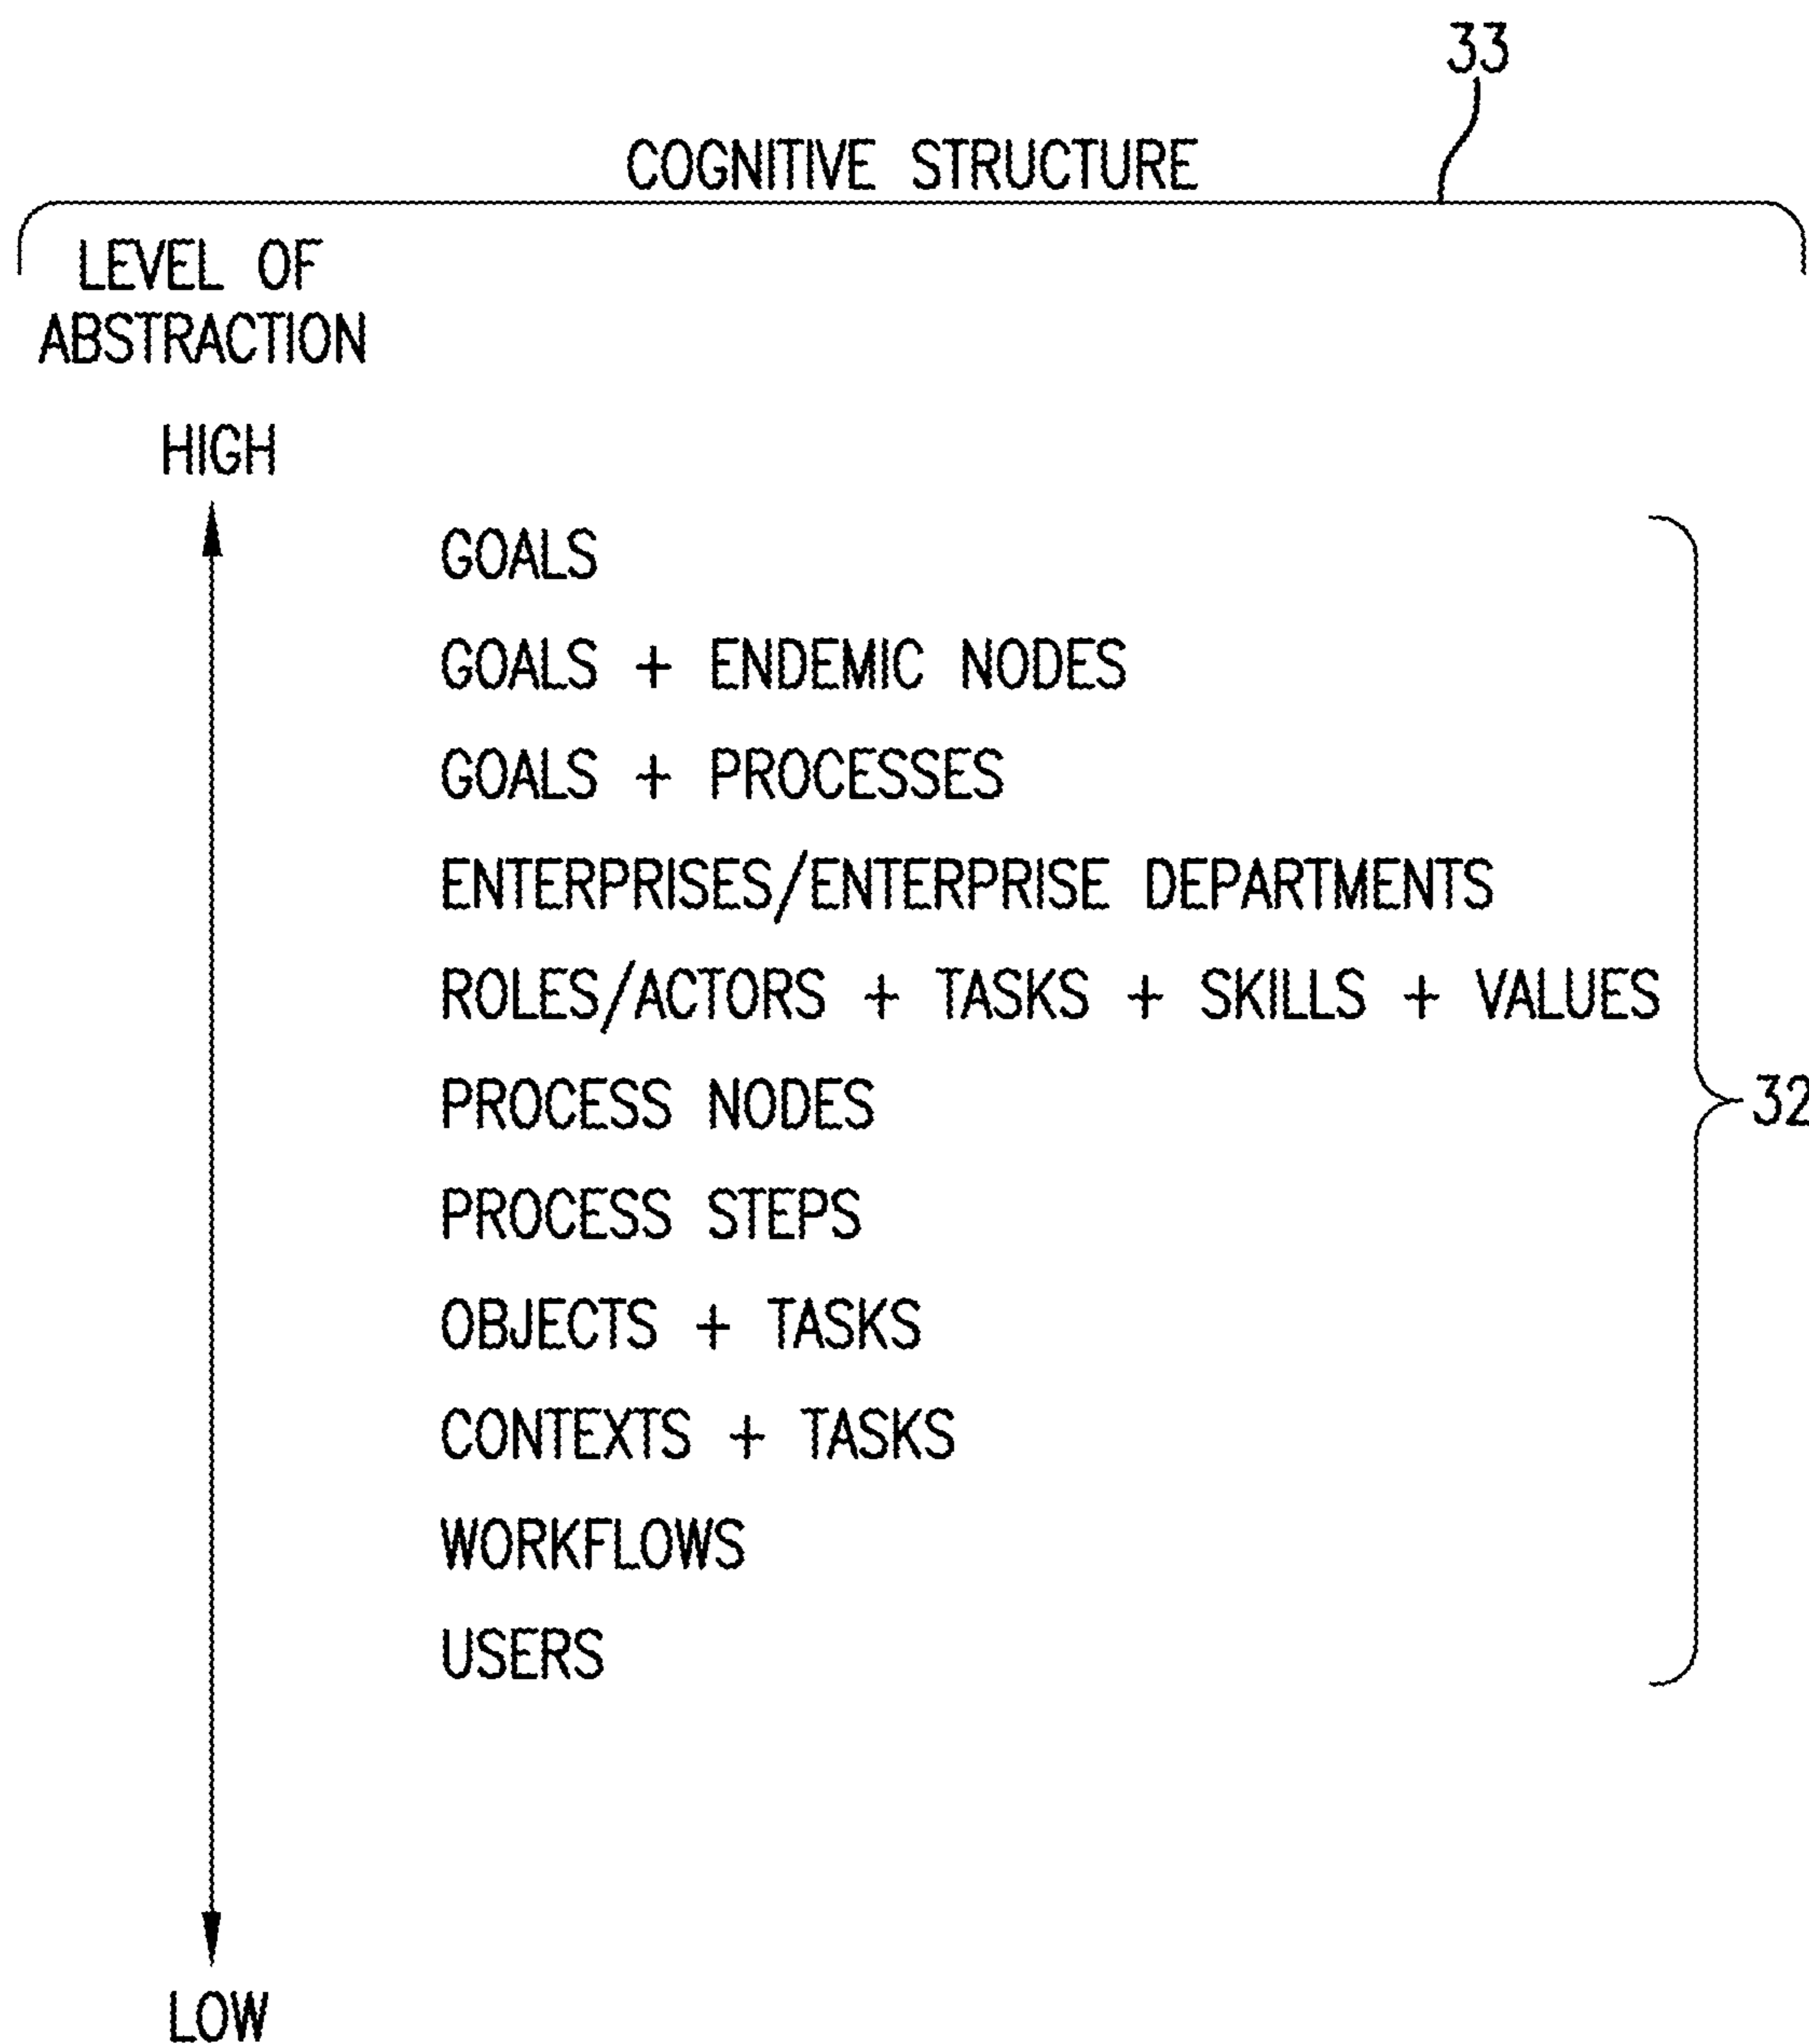 33
COGNITIVE STRUCTURE
LEVEL OF
ABSTRACTION
HIGH
GOALS
GOALS + ENDEMIC NODES
GOALS + PROCESSES
ENTERPRISES/ENTERPRISE DEPARTMENTS
ROLES/ACTORS + TASKS + SKILLS + VALUES
PROCESS NODES
32
PROCESS STEPS
OBJECTS + TASKS
CONTEXTS + TASKS
WORKFLOWS
USERS
LOW